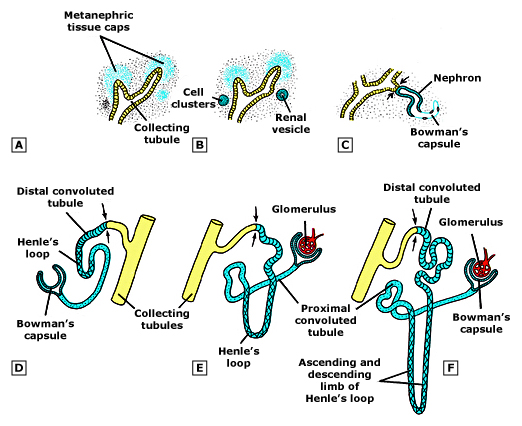 Metanephric
tissue caps
Cell
clusters
Collecting
tubule
Renal
vesicle
Nephron
Bowman's
capsule
A
B
C
Distal convoluted
tubule
Henle's
loop
Bowman's
capsule
Collecting
tubules
D
Glomerulus
Proximal
convoluted
tubule
Henle's
loop
E
Distal convoluted
tubule
Glomerulus
Bowman's
capsule
Ascending and
descending
limb of
Henle's loop
F